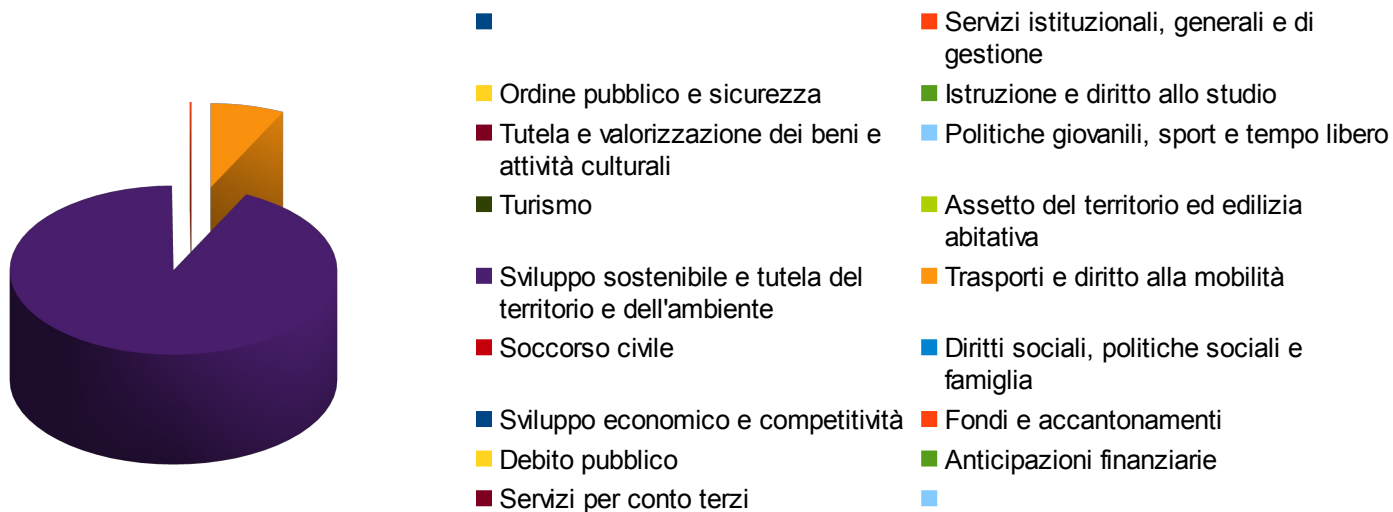 Servizi istituzionali, generali e di
gestione
Ordine pubblico e sicurezza
Istruzione e diritto allo studio
Tutela e valorizzazione dei beni e
attività culturali
Politiche giovanili, sport e tempo libero
Turismo
Assetto del territorio ed edilizia
abitativa
Sviluppo sostenibile e tutela del
territorio e dell'ambiente
Trasporti e diritto alla mobilità
Soccorso civile
Diritti sociali, politiche sociali e
famiglia
Sviluppo economico e competitività
Fondi e accantonamenti
Debito pubblico
Anticipazioni finanziarie
Servizi per conto terzi